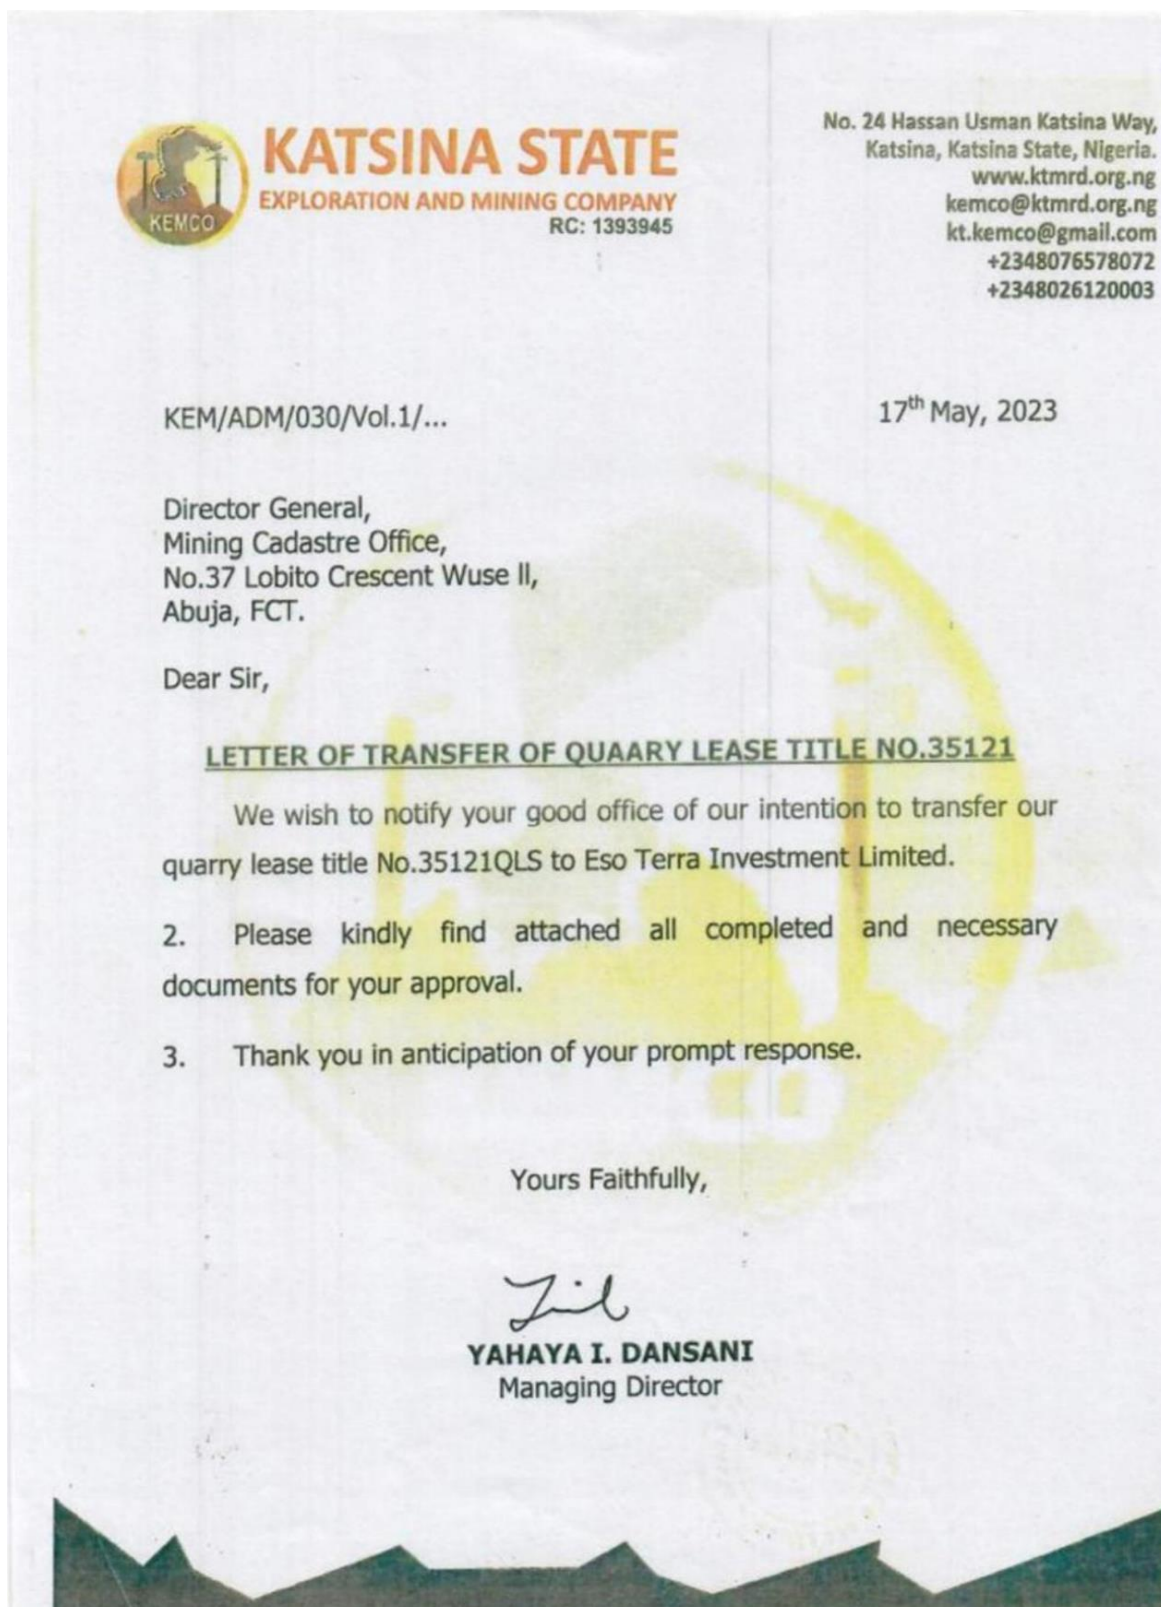 KEMCO
KATSINA STATE
EXPLORATION AND MINING COMPANY
RC: 1393945
No. 24 Hassan Usman Katsina Way,
Katsina, Katsina State, Nigeria.
www.ktmrd.org.ng
kemco@ktmrd.org.ng
kt.kemco@gmail.com
+2348076578072
+2348026120003
KEM/ADM/030/Vol.1/...
17th May, 2023
Director General,
Mining Cadastre Office,
No.37 Lobito Crescent Wuse ll,
Abuja, FCT.
Dear Sir,
LETTER OF TRANSFER OF QUAARY LEASE TITLE NO.35121
We wish to notify your good office of our intention to transfer our
quarry lease title No.35121QLS to Eso Terra Investment Limited.
2. Please kindly find attached all completed and necessary
documents for your approval.
3. Thank you in anticipation of your prompt response.
Yours Faithfully,
YAHAYA I. DANSANI
Managing Director